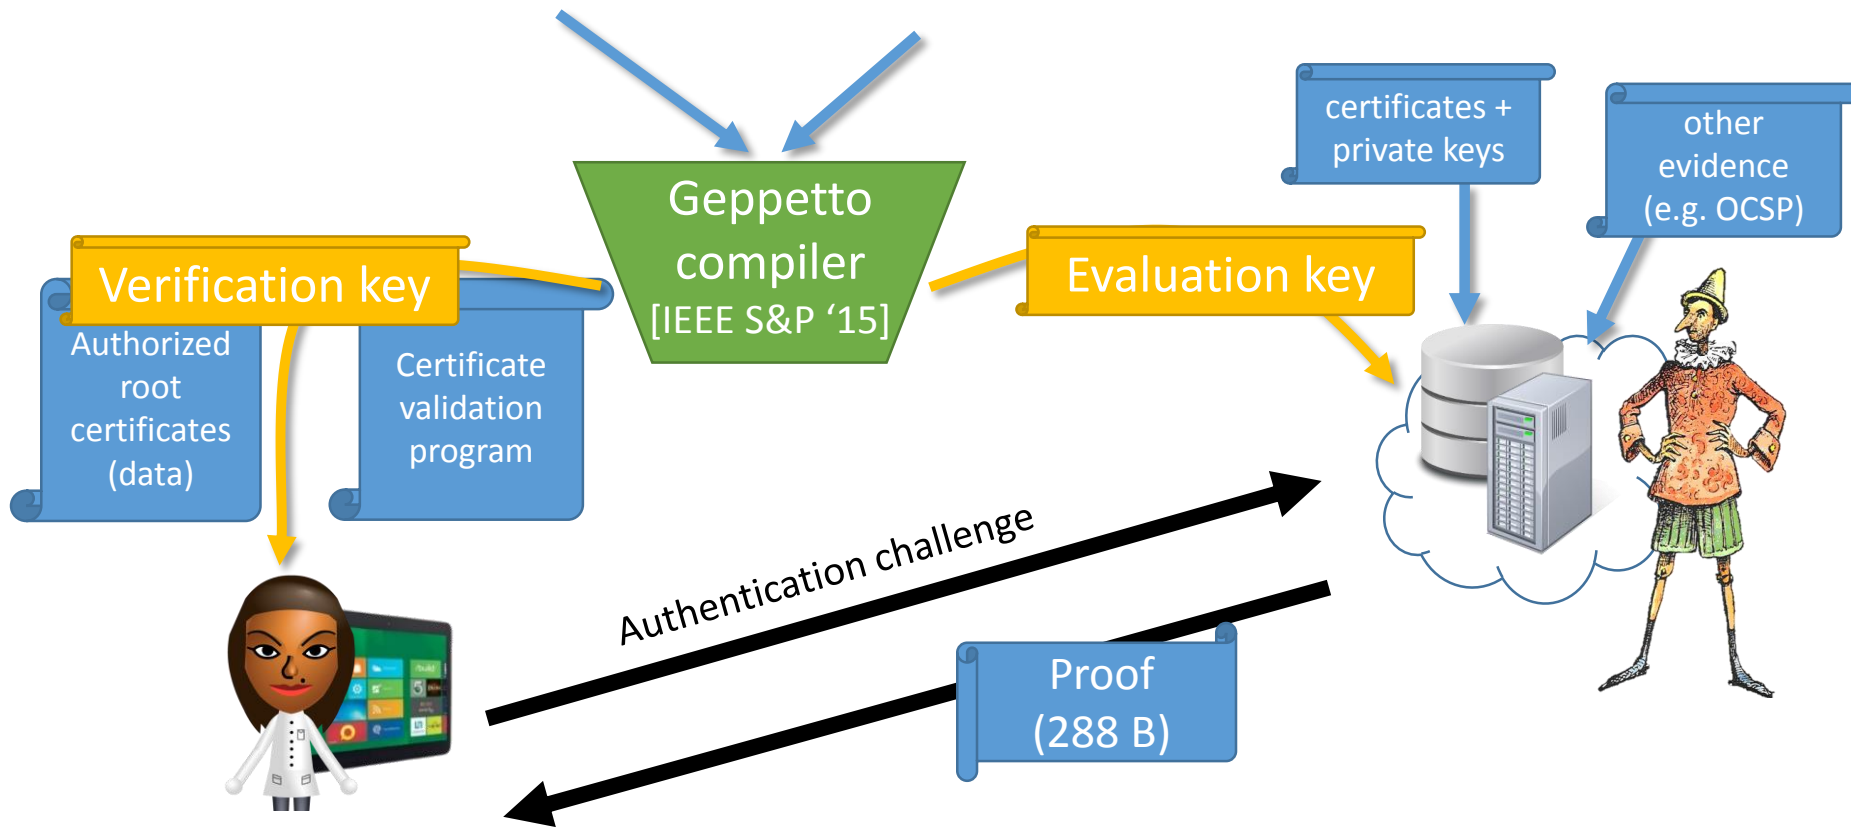 Geppetto
compiler
[IEEE S&P ‘15]
Verification key
Authorized
root
certificates
(data)
Certificate
validation
program
Evaluation key
certificates +
private keys
other
evidence
(e.g. OCSP)
Authentication challenge
Proof
(288 B)
/build